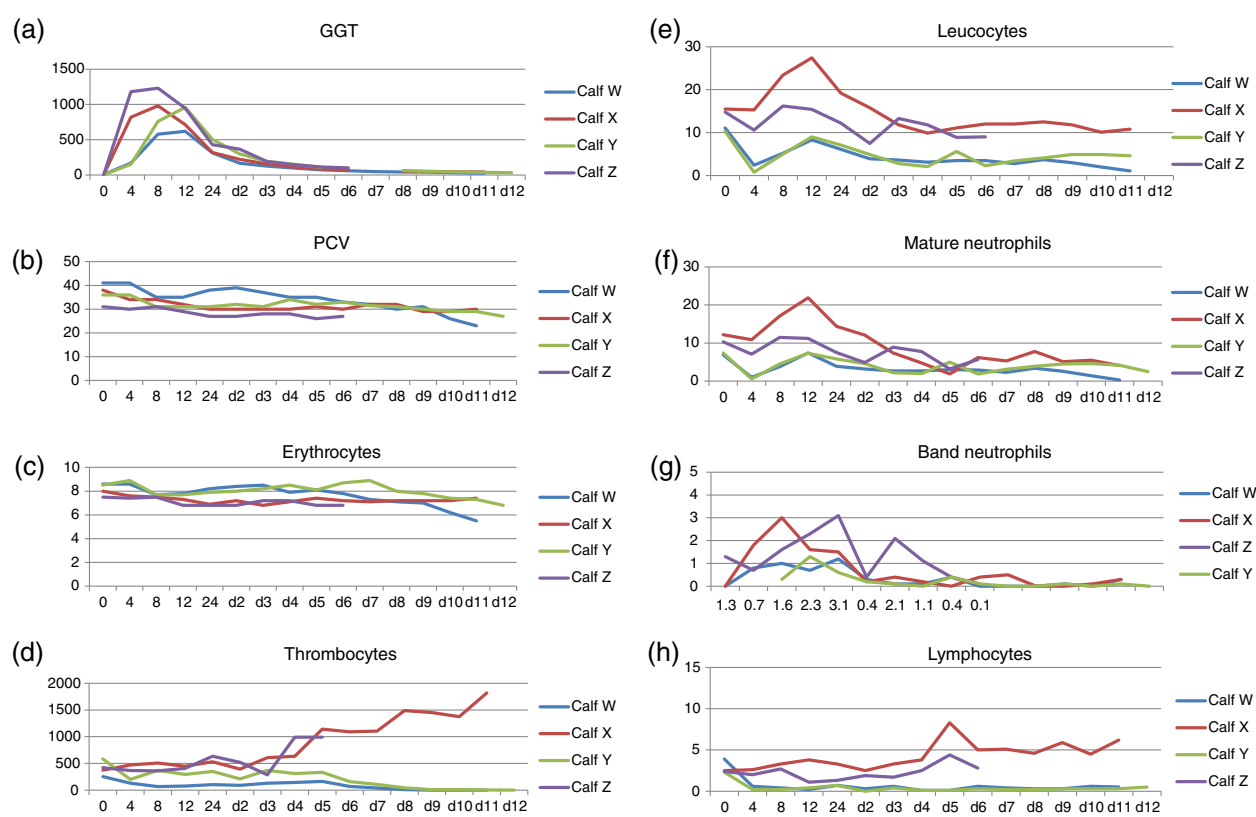 (a)
GGT
1500
1000
500
0
0 4 8 12 24 d2 d3 d4 d5 d6 d7 d8 d9 d10 d11 d12
Calf W
Calf X
Calf Y
Calf Z
(b)
PCV
50
40
30
20
10
0
0 4 8 12 24 d2 d3 d4 d5 d6 d7 d8 d9 d10 d11 d12
Calf W
Calf X
Calf Y
Calf Z
(c)
Erythrocytes
10
8
6
4
2
0
0 4 8 12 24 d2 d3 d4 d5 d6 d7 d8 d9 d10 d11 d12
Calf W
Calf X
Calf Y
Calf Z
(d)
Thrombocytes
2000
1500
1000
500
0
0 4 8 12 24 d2 d3 d4 d5 d6 d7 d8 d9 d10 d11 d12
Calf W
Calf X
Calf Y
Calf Z
(e)
Leucocytes
30
20
10
0
0 4 8 12 24 d2 d3 d4 d5 d6 d7 d8 d9 d10 d11 d12
Calf W
Calf X
Calf Y
Calf Z
(f)
Mature neutrophils
30
20
10
0
0 4 8 12 24 d2 d3 d4 d5 d6 d7 d8 d9 d10 d11 d12
Calf W
Calf X
Calf Y
Calf Z
(g)
Band neutrophils
5
4
3
2
1
0
1.3 0.7 1.6 2.3 3.1 0.4 2.1 1.1 0.4 0.1
Calf W
Calf X
Calf Z
Calf Y
(h)
Lymphocytes
15
10
5
0
0 4 8 12 24 d2 d3 d4 d5 d6 d7 d8 d9 d10 d11 d12
Calf W
Calf X
Calf Y
Calf Z